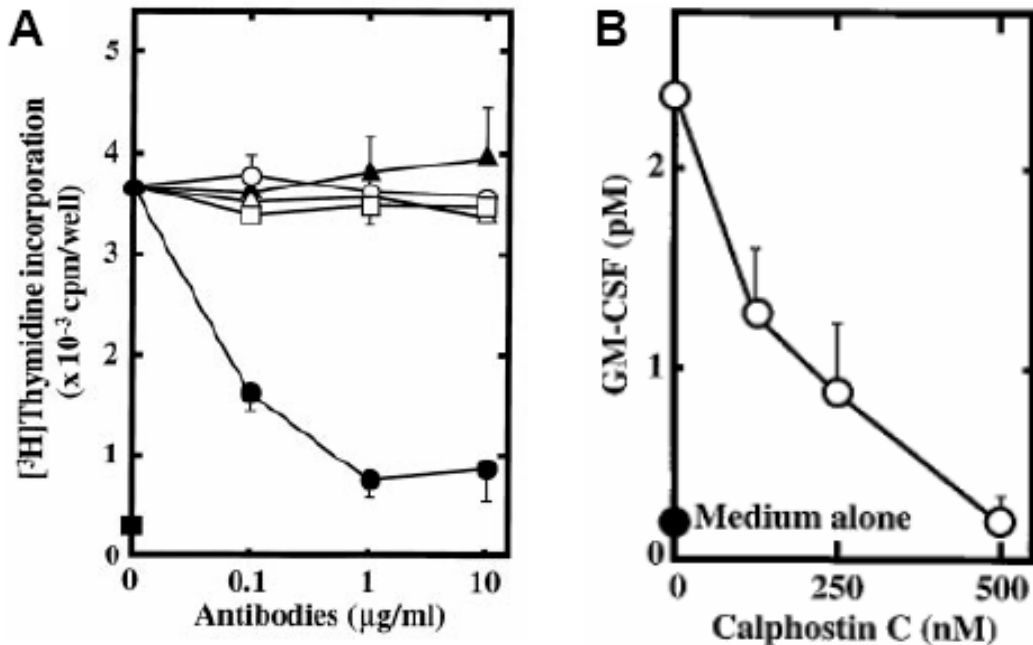 A
[³H]Thymidine incorporation
(x 10⁻³ cpm/well)
5
4
3
2
1
0
0 0.1 1 10
Antibodies (μg/ml)
B
GM-CSF (pM)
2
1
0
Medium alone
0 250 500
Calphostin C (nM)